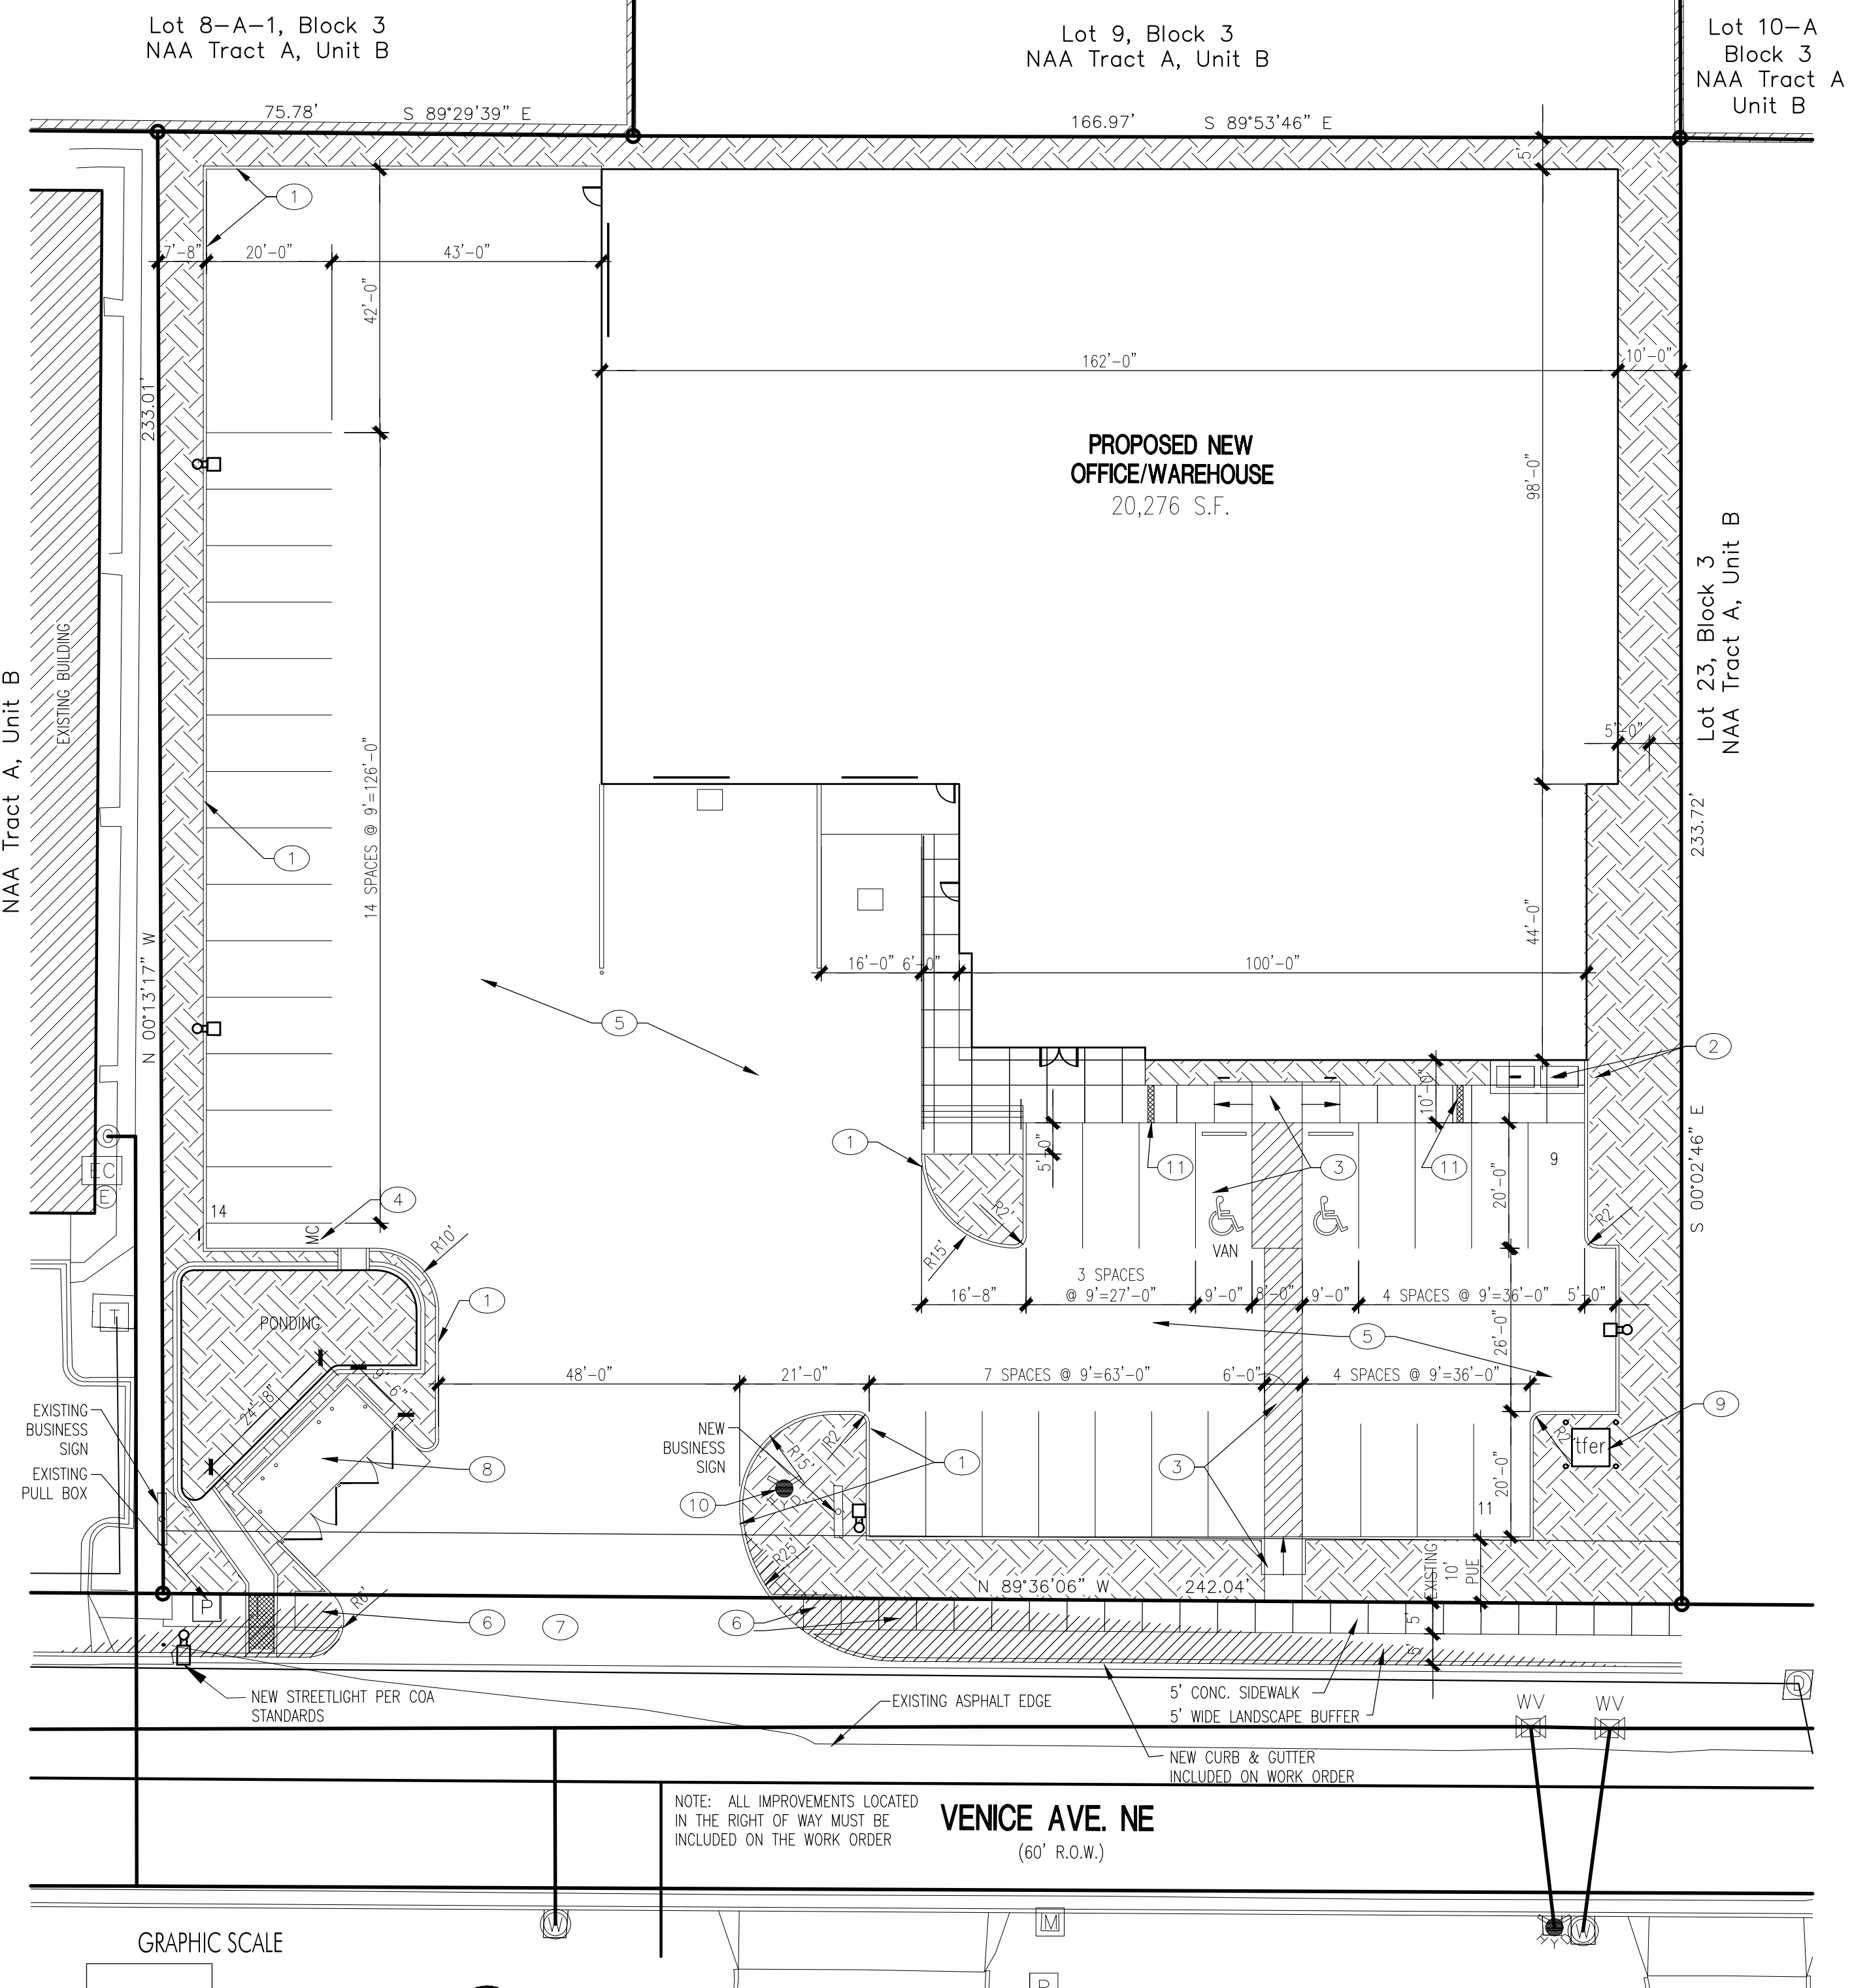 Lot 8-A-1, Block 3
NAA Tract A, Unit B
Lot 9, Block 3
NAA Tract A, Unit B
Lot 10-A
Block 3
NAA Tract A
Unit B
75.78'
S 89°29'39" E
166.97'
S 89°53'46" E
5'
1
7'-8"
20'-0"
43'-0"
42'-0"
162'-0"
10'-0"
233.01'
PROPOSED NEW
OFFICE/WAREHOUSE
20,276 S.F.
98'-0"
EXISTING BUILDING
NAA Tract A, Unit B
Lot 23, Block 3
NAA Tract A, Unit B
5'-0"
14 SPACES @ 9'=126'-0"
1
233.72'
44'-0"
N 00°13'17" W
16'-0"
6'-0"
100'-0"
5
2
10'-0"
S 00°02'46" E
G
EC
E
1
5'-0"
11
3
11
9
20'-0"
14
4
MC
R10'
R2'
R15'
R2'
VAN
3 SPACES
@ 9'=27'-0"
16'-8"
9'-0"
8'-0"
9'-0"
4 SPACES @ 9'=36'-0"
5'-0"
1
T
PONDING
5
26'-0"
48'-0"
21'-0"
7 SPACES @ 9'=63'-0"
6'-0"
4 SPACES @ 9'=36'-0"
24'-8"
9'-6"
EXISTING
BUSINESS
SIGN
EXISTING
PULL BOX
8
NEW
BUSINESS
SIGN
R15'
R2'
1
3
R2'
tfer
9
10
HYD
11
20'-0"
R25'
EXISTING
10'
PUE
N 89°36'06" W
242.04'
P
R6'
6
7
6
5'
5'
NEW STREETLIGHT PER COA
STANDARDS
EXISTING ASPHALT EDGE
5' CONC. SIDEWALK
5' WIDE LANDSCAPE BUFFER
WV
WV
D
NEW CURB & GUTTER
INCLUDED ON WORK ORDER
NOTE: ALL IMPROVEMENTS LOCATED
IN THE RIGHT OF WAY MUST BE
INCLUDED ON THE WORK ORDER
VENICE AVE. NE
(60' R.O.W.)
W
M
HYD
W
GRAPHIC SCALE